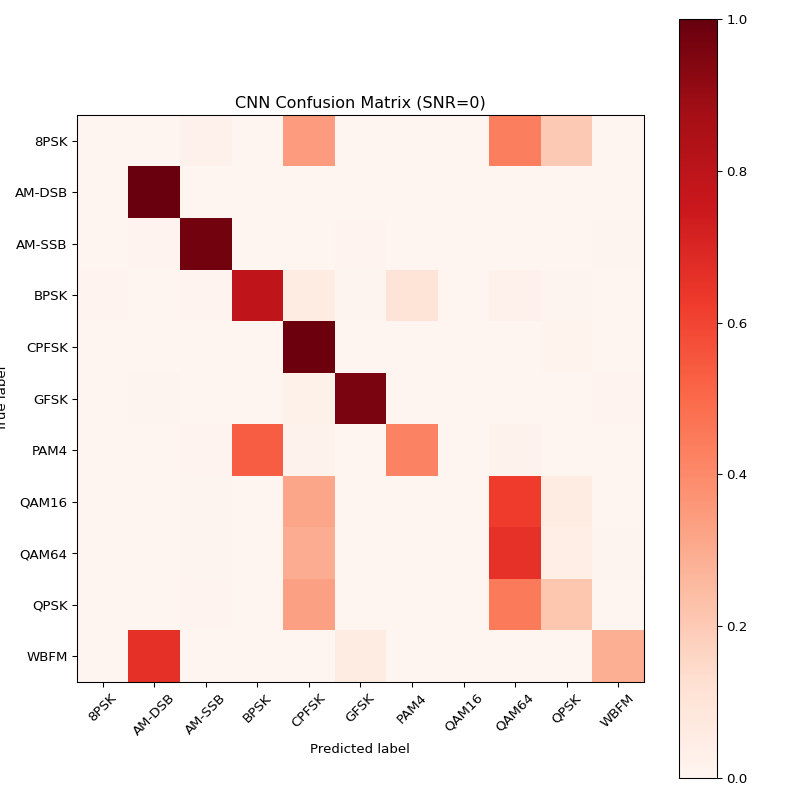 CNN Confusion Matrix (SNR=0)
8PSK
AM-DSB
AM-SSB
BPSK
CPFSK
GFSK
PAM4
QAM16
QAM64
QPSK
WBFM
8PSK
AM-DSB
AM-SSB
BPSK
CPFSK
GFSK
PAM4
QAM16
QAM64
QPSK
WBFM
Predicted label
1.0
0.8
0.6
0.4
0.2
0.0